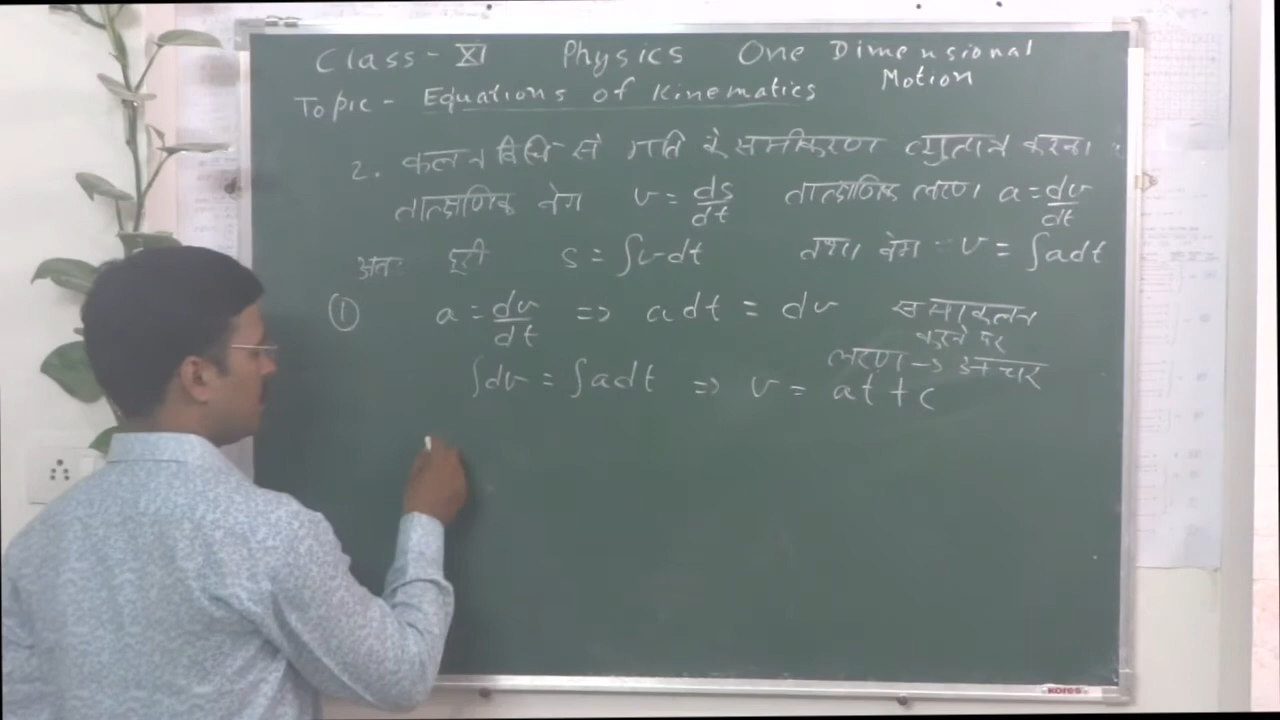 Class - XI Physics One Dimensional Motion
Topic - Equations of Kinematics
2. कलन विधि से गति के समीकरण व्युत्पन्न करना
तात्क्षणिक वेग v = ds/dt तात्क्षणिक त्वरण a = dv/dt
अतः दूरी s = ∫v dt तथा वेग - v = ∫a dt
① a = dv/dt => a dt = dv समाकलन
करने पर
त्वरण -> अचर
∫dv = ∫a dt => v = at + c
KORES